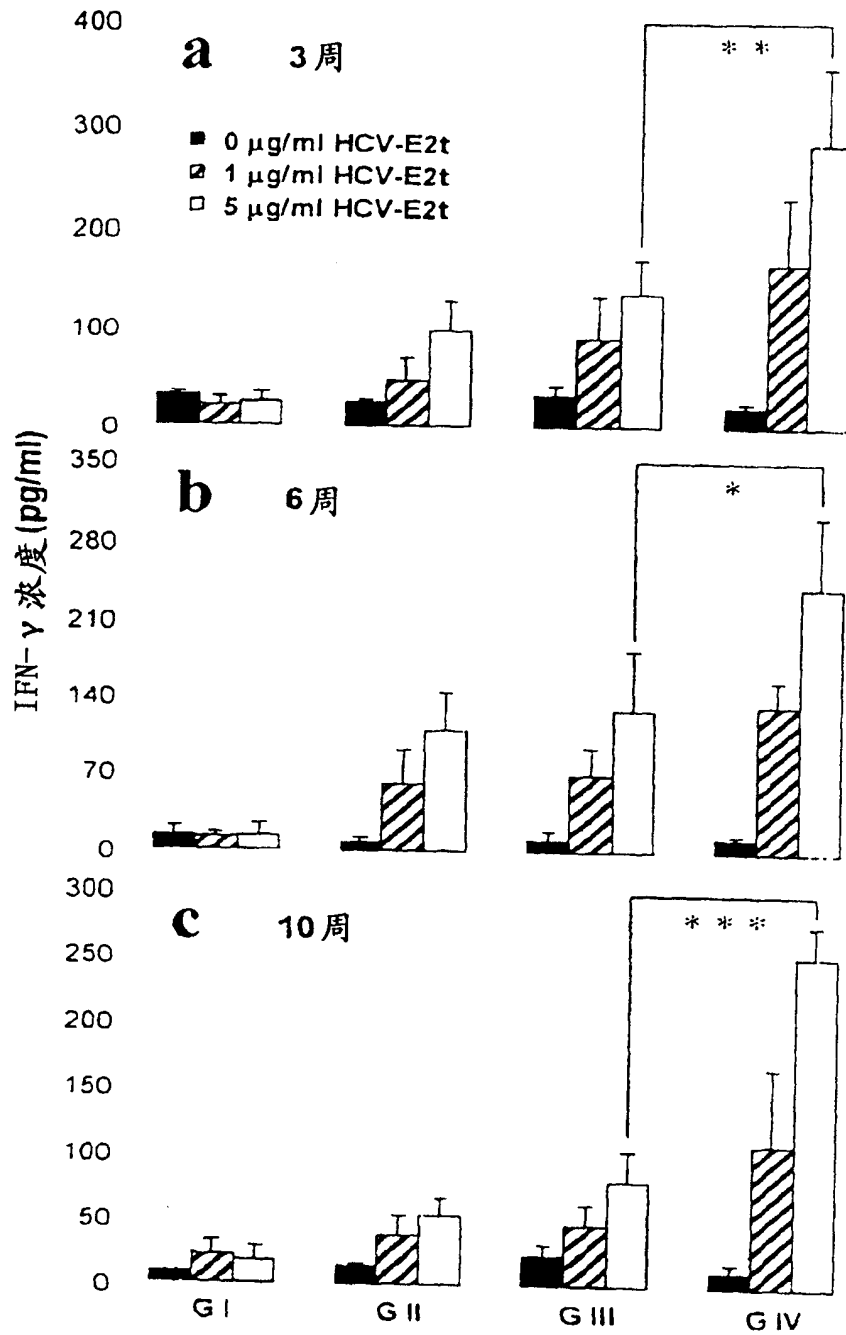 400
a 3周
* *
300
■ 0 μg/ml HCV-E2t
1 μg/ml HCV-E2t
□ 5 μg/ml HCV-E2t
200
100
0
IFN-γ 浓度(pg/ml)
350
b 6周
*
280
210
140
70
0
300
c 10周
* * *
250
200
150
100
50
0
G I G II G III G IV